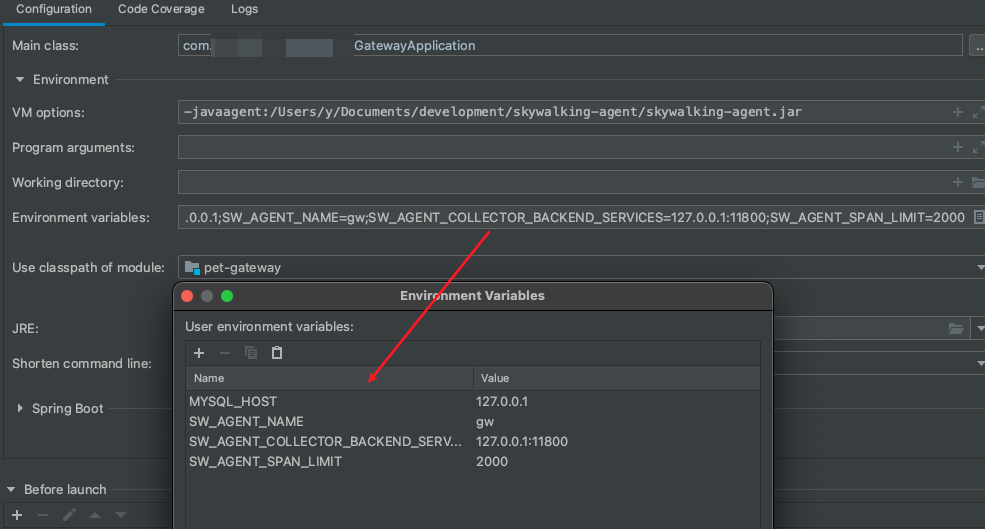 Configuration Code Coverage Logs
Main class: com. GatewayApplication ...
Environment
VM options: -javaagent:/Users/y/Documents/development/skywalking-agent/skywalking-agent.jar
Program arguments:
Working directory:
Environment variables: .0.0.1;SW_AGENT_NAME=gw;SW_AGENT_COLLECTOR_BACKEND_SERVICES=127.0.0.1:11800;SW_AGENT_SPAN_LIMIT=2000
Use classpath of module: pet-gateway
Environment Variables
User environment variables:
JRE:
Shorten command line:
Name Value
MYSQL_HOST 127.0.0.1
Spring Boot
SW_AGENT_NAME gw
SW_AGENT_COLLECTOR_BACKEND_SERV... 127.0.0.1:11800
SW_AGENT_SPAN_LIMIT 2000
Before launch